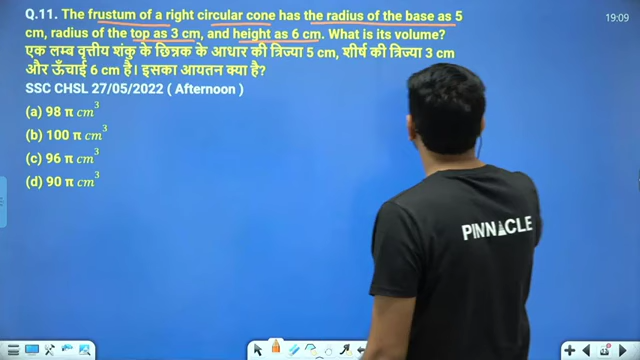 Q.11. The frustum of a right circular cone has the radius of the base as 5
cm, radius of the top as 3 cm, and height as 6 cm. What is its volume?
एक लम्ब वृत्तीय शंकु के छिन्नक के आधार की त्रिज्या 5 cm, शीर्ष की त्रिज्या 3 cm
और ऊँचाई 6 cm है। इसका आयतन क्या है?
SSC CHSL 27/05/2022 ( Afternoon )
(a) 98 π cm³
(b) 100 π cm³
(c) 96 π cm³
(d) 90 π cm³
19:09
PINNACLE